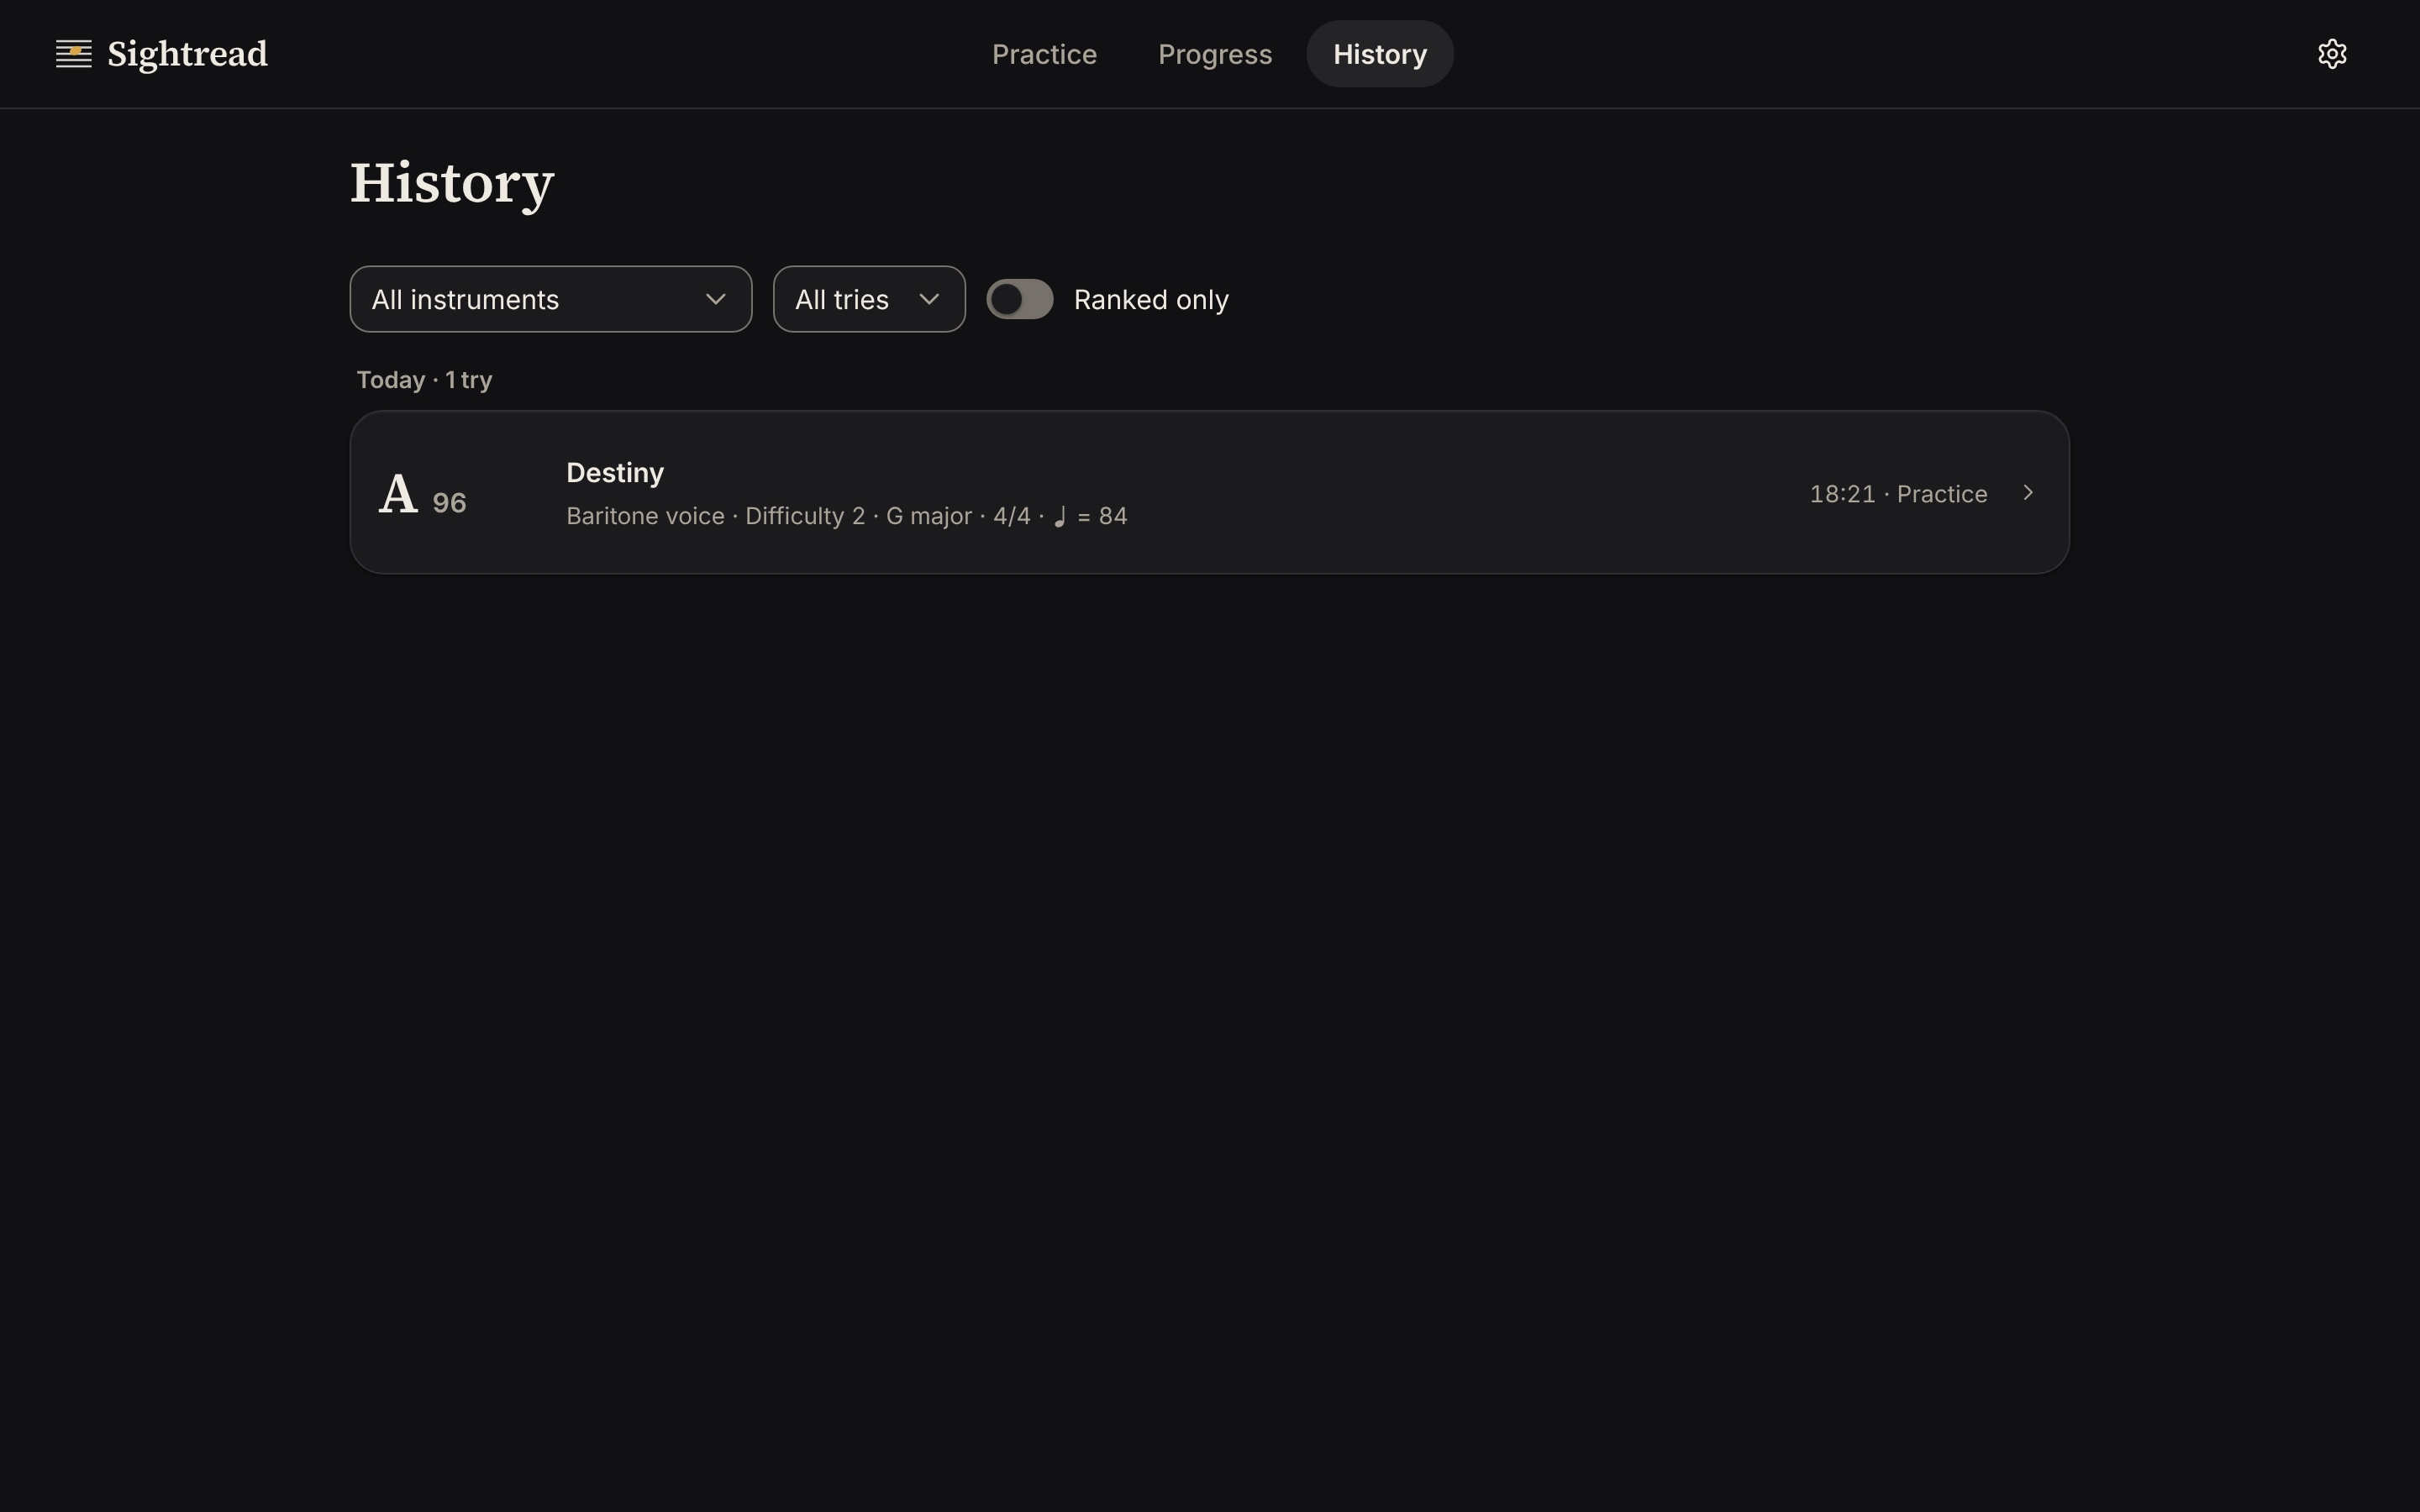 Sightread
Practice
Progress
History
History
All instruments
All tries
Ranked only
Today · 1 try
A 96
Destiny
Baritone voice · Difficulty 2 · G major · 4/4 · ♩ = 84
18:21 · Practice